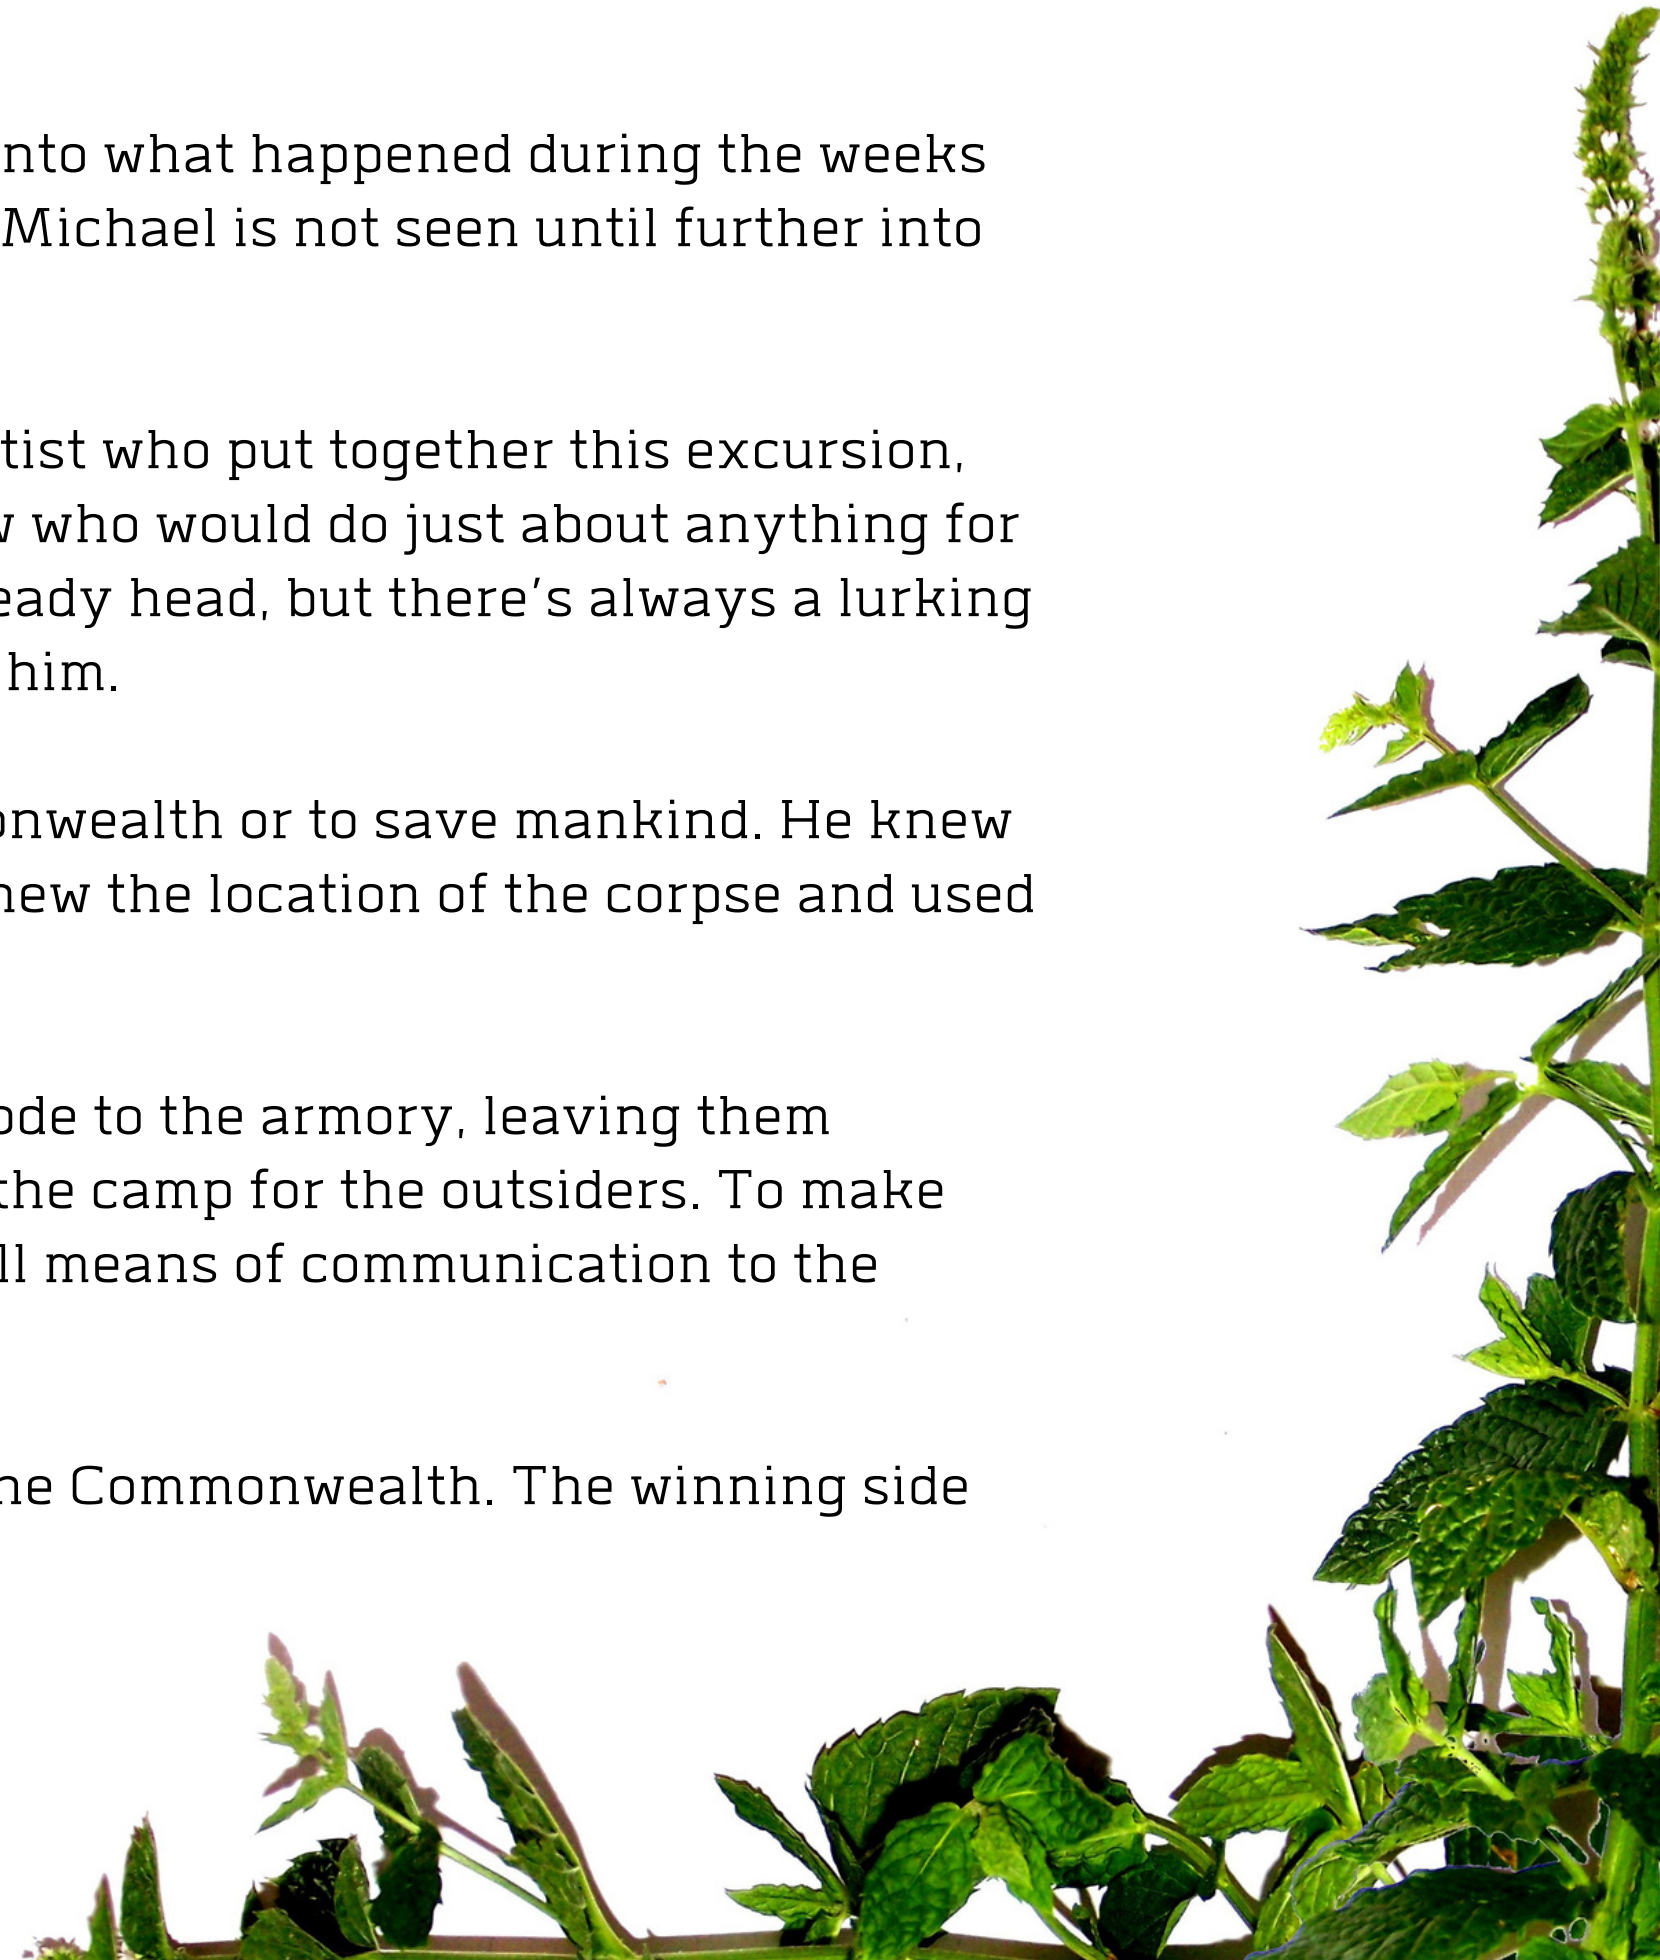 nto what happened during the weeks
Michael is not seen until further into
tist who put together this excursion,
who would do just about anything for
eady head, but there's always a lurking
him.
onwealth or to save mankind. He knew
new the location of the corpse and used
ode to the armory, leaving them
the camp for the outsiders. To make
ll means of communication to the
he Commonwealth. The winning side